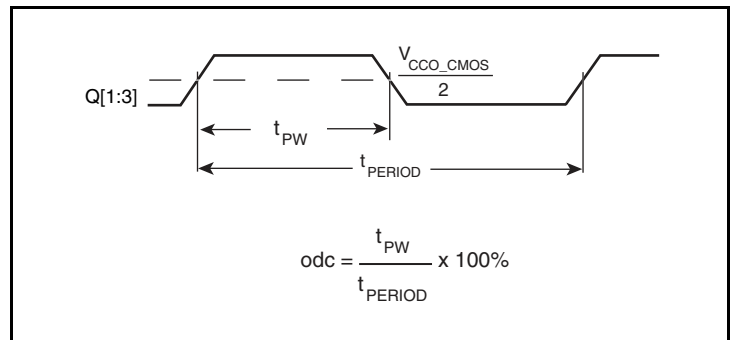 V_CCO_CMOS
2
Q[1:3]
t_PW
t_PERIOD
odc = t_PW / t_PERIOD x 100%